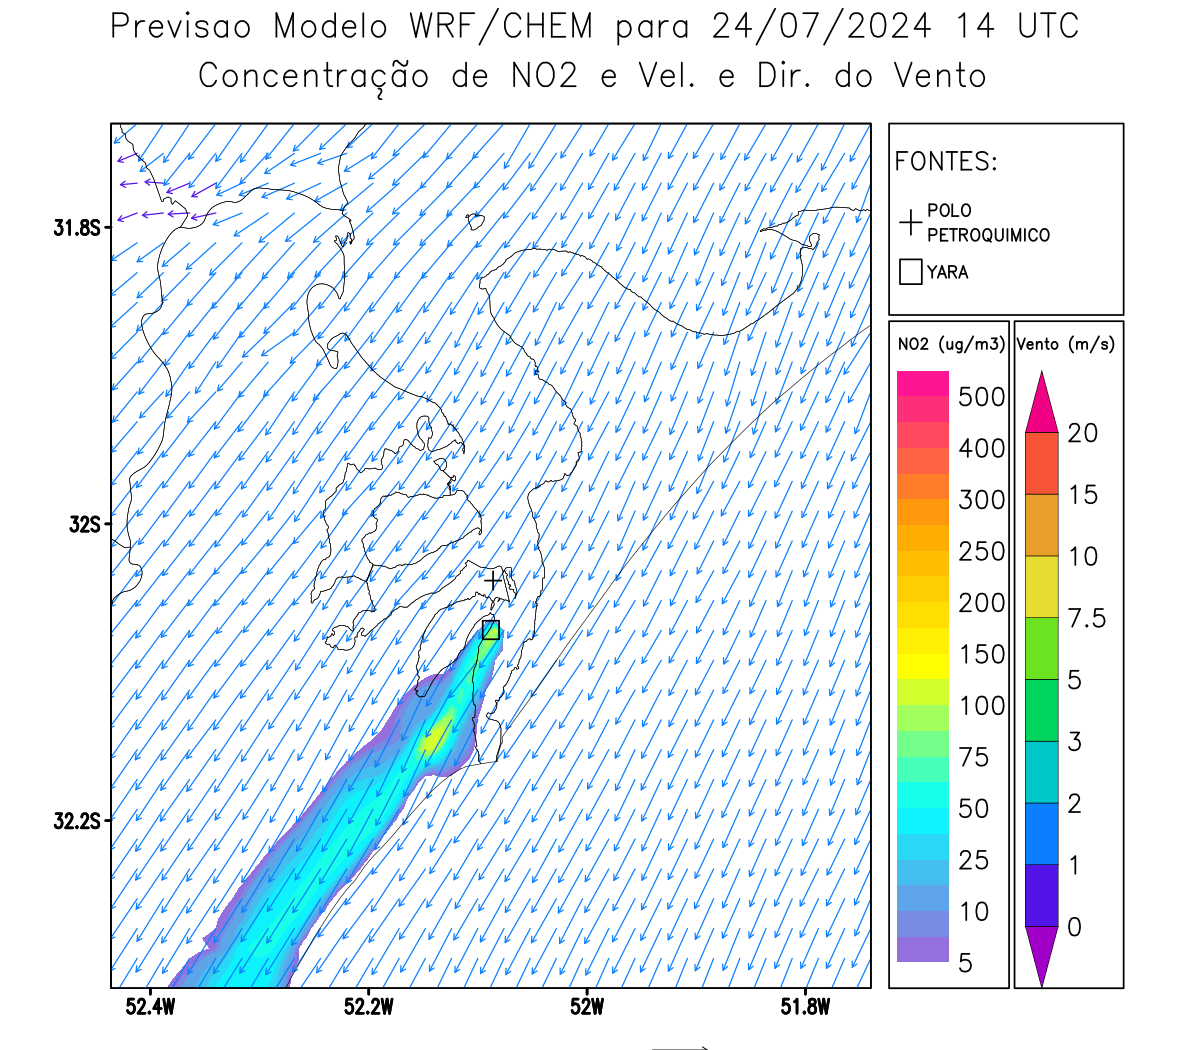 Previsao Modelo WRF/CHEM para 24/07/2024 14 UTC
Concentração de NO2 e Vel. e Dir. do Vento
FONTES:
POLO
PETROQUIMICO
YARA
NO2 (ug/m3)
500
400
300
250
200
150
100
75
50
25
10
5
Vento (m/s)
20
15
10
7.5
5
3
2
1
0
31.8S
32S
32.2S
52.4W
52.2W
52W
51.8W